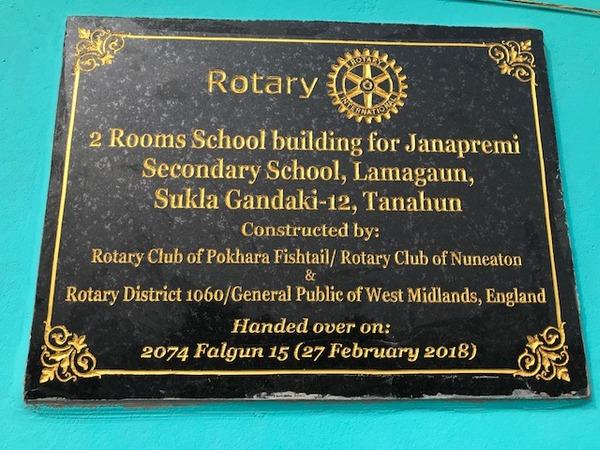 Rotary
ROTARY INTERNATIONAL
2 Rooms School building for Janapremi
Secondary School, Lamagaun,
Sukla Gandaki-12, Tanahun
Constructed by:
Rotary Club of Pokhara Fishtail/ Rotary Club of Nuneaton
&
Rotary District 1060/General Public of West Midlands, England
Handed over on:
2074 Falgun 15 (27 February 2018)